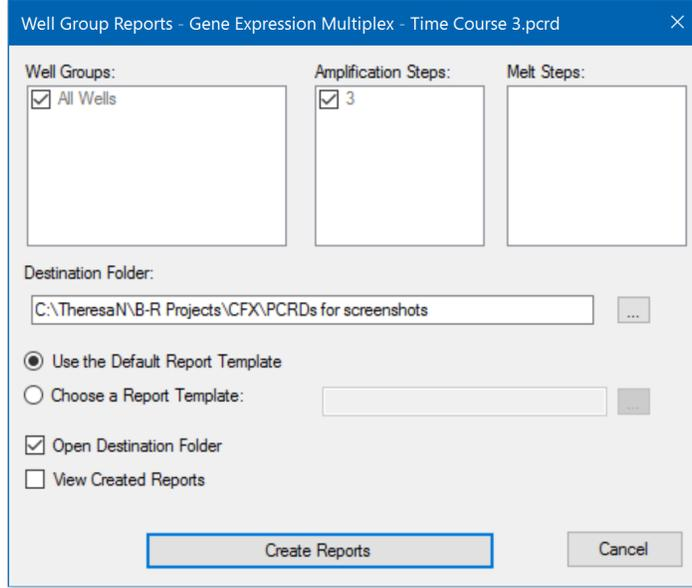 Well Group Reports - Gene Expression Multiplex - Time Course 3.pcrd
Well Groups:
Amplification Steps:
Melt Steps:
All Wells
3
Destination Folder:
C:\TheresaN\B-R Projects\CFX\PCRDs for screenshots
...
Use the Default Report Template
Choose a Report Template:
...
Open Destination Folder
View Created Reports
Create Reports
Cancel